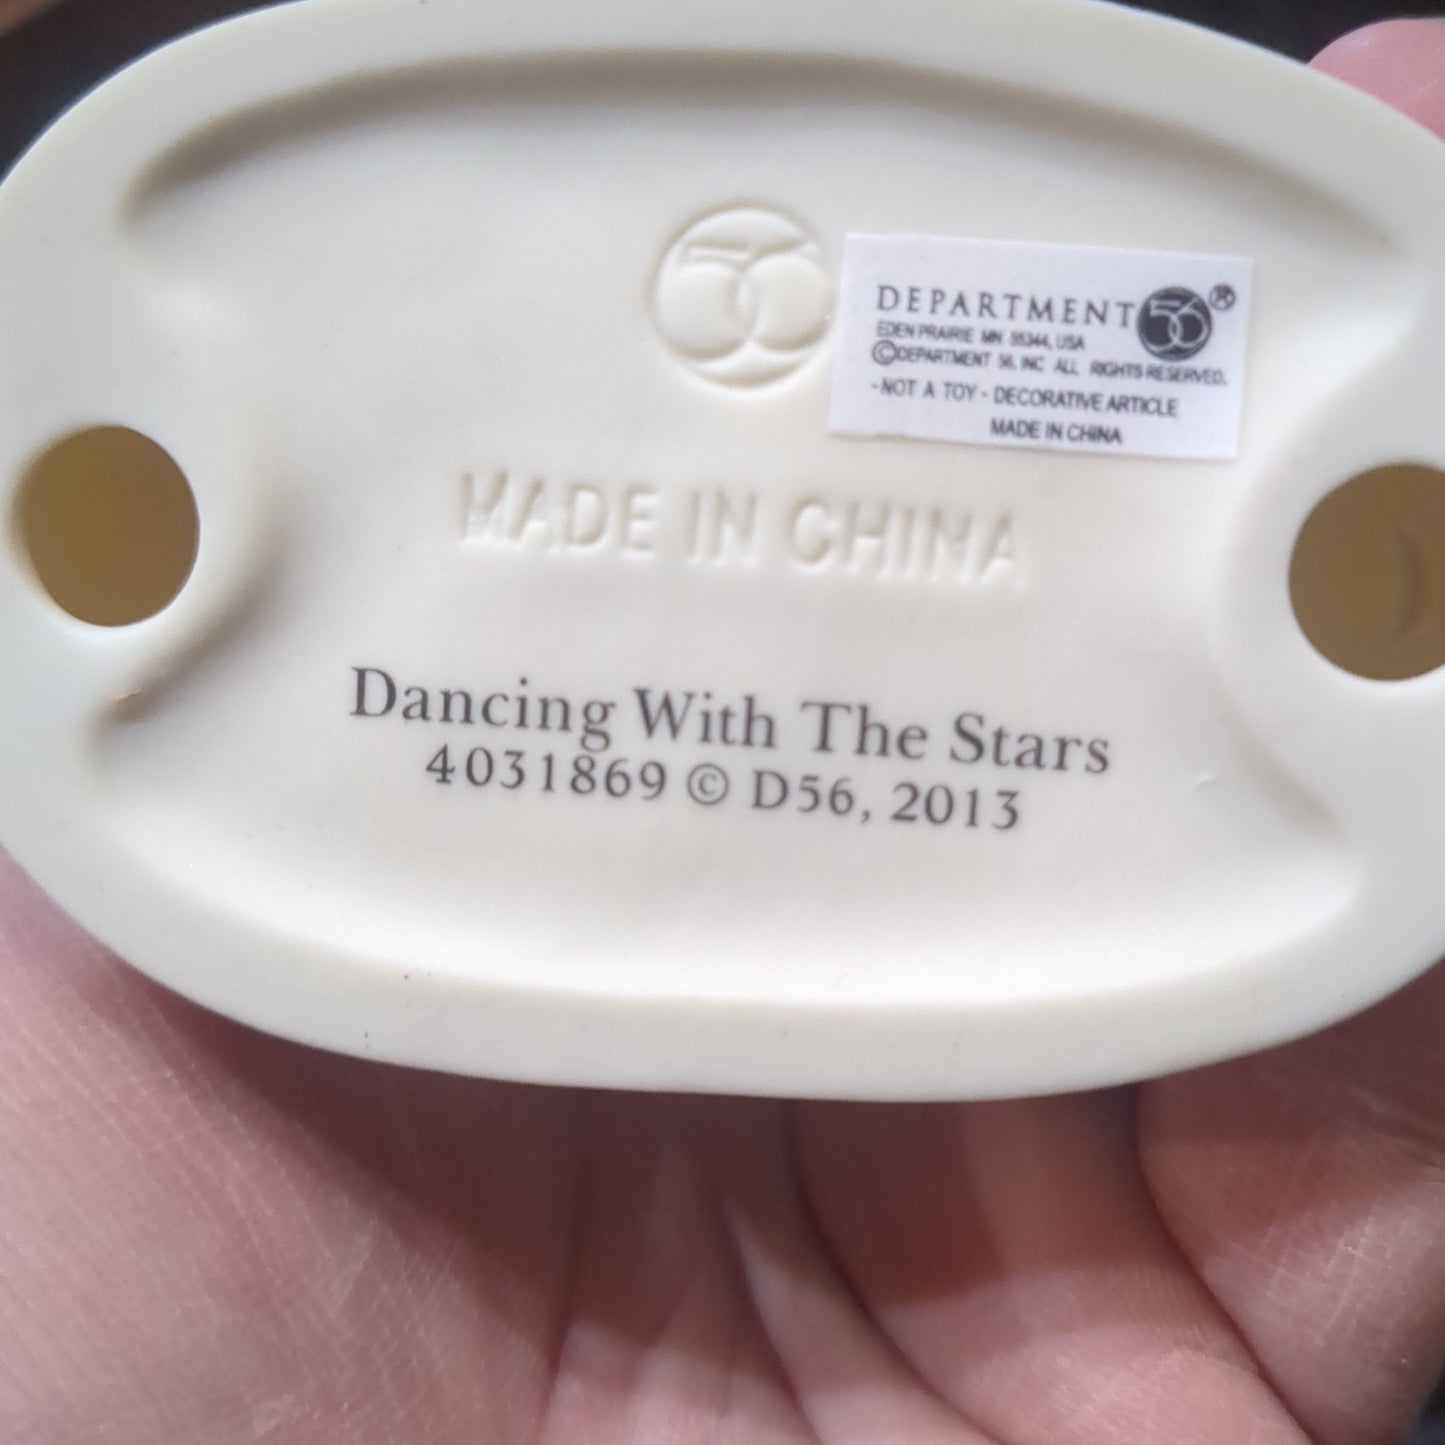 56
DEPARTMENT 56 ®
EDEN PRAIRIE MN 55344, USA
©DEPARTMENT 56, INC ALL RIGHTS RESERVED.
-NOT A TOY - DECORATIVE ARTICLE
MADE IN CHINA
MADE IN CHINA
Dancing With The Stars
4031869 © D56, 2013